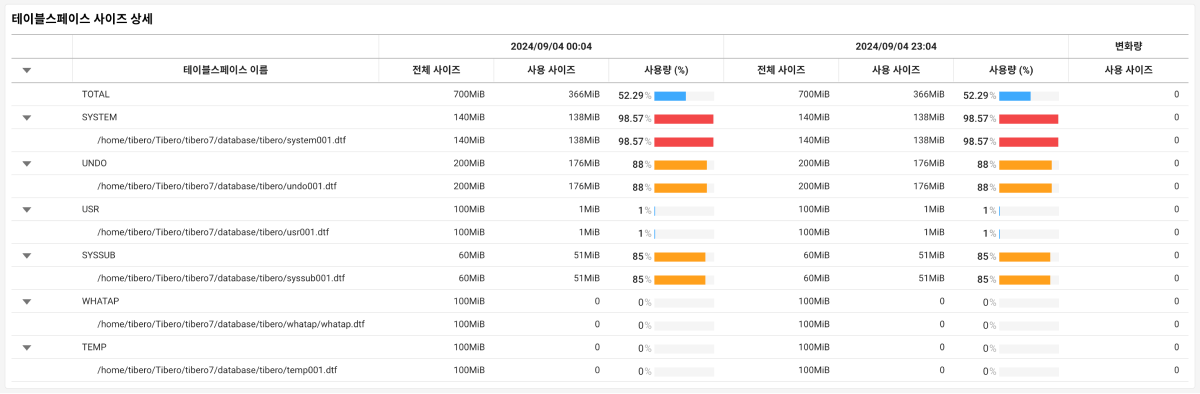 테이블스페이스 사이즈 상세
2024/09/04 00:04 2024/09/04 23:04 변화량
테이블스페이스 이름 전체 사이즈 사용 사이즈 사용량 (%) 전체 사이즈 사용 사이즈 사용량 (%) 사용 사이즈
TOTAL 700MiB 366MiB 52.29% 700MiB 366MiB 52.29% 0
SYSTEM 140MiB 138MiB 98.57% 140MiB 138MiB 98.57% 0
/home/tibero/Tibero/tibero7/database/tibero/system001.dtf 140MiB 138MiB 98.57% 140MiB 138MiB 98.57% 0
UNDO 200MiB 176MiB 88% 200MiB 176MiB 88% 0
/home/tibero/Tibero/tibero7/database/tibero/undo001.dtf 200MiB 176MiB 88% 200MiB 176MiB 88% 0
USR 100MiB 1MiB 1% 100MiB 1MiB 1% 0
/home/tibero/Tibero/tibero7/database/tibero/usr001.dtf 100MiB 1MiB 1% 100MiB 1MiB 1% 0
SYSSUB 60MiB 51MiB 85% 60MiB 51MiB 85% 0
/home/tibero/Tibero/tibero7/database/tibero/syssub001.dtf 60MiB 51MiB 85% 60MiB 51MiB 85% 0
WHATAP 100MiB 0 0% 100MiB 0 0% 0
/home/tibero/Tibero/tibero7/database/tibero/whatap/whatap.dtf 100MiB 0 0% 100MiB 0 0% 0
TEMP 100MiB 0 0% 100MiB 0 0% 0
/home/tibero/Tibero/tibero7/database/tibero/temp001.dtf 100MiB 0 0% 100MiB 0 0% 0